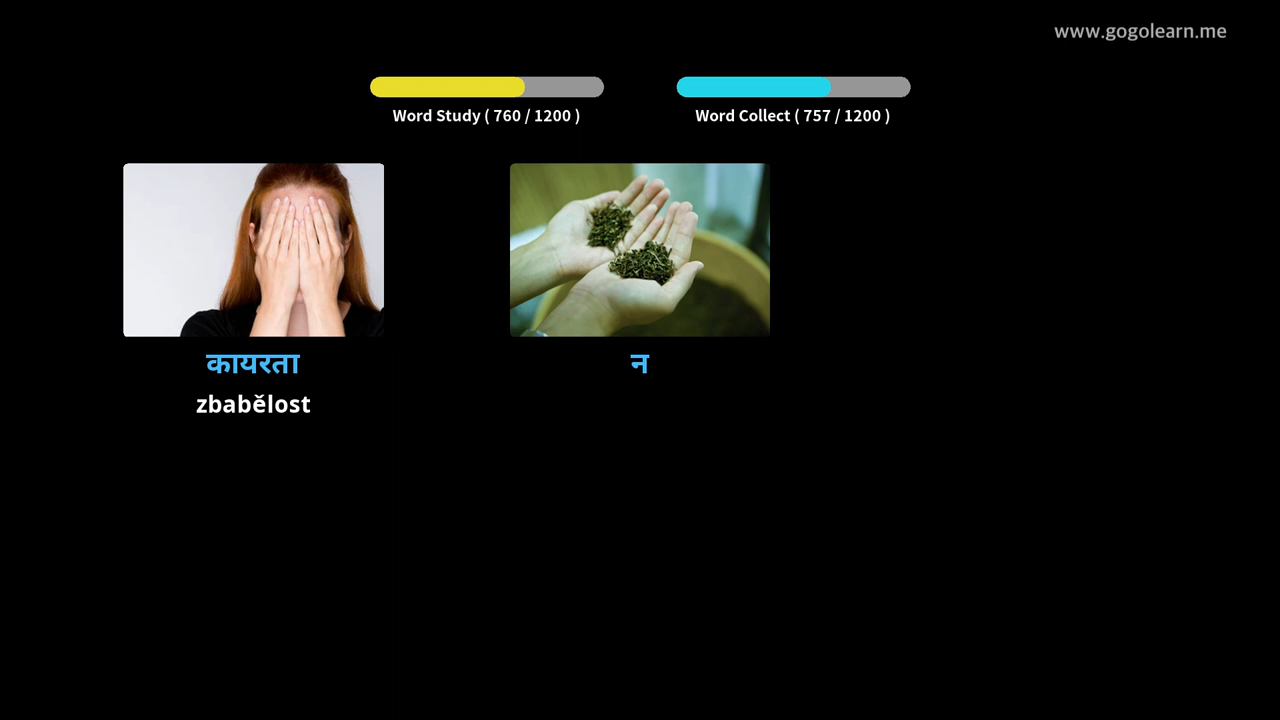 www.gogolearn.me
Word Study ( 760 / 1200 )
Word Collect ( 757 / 1200 )
कायरता
zbabělost
न